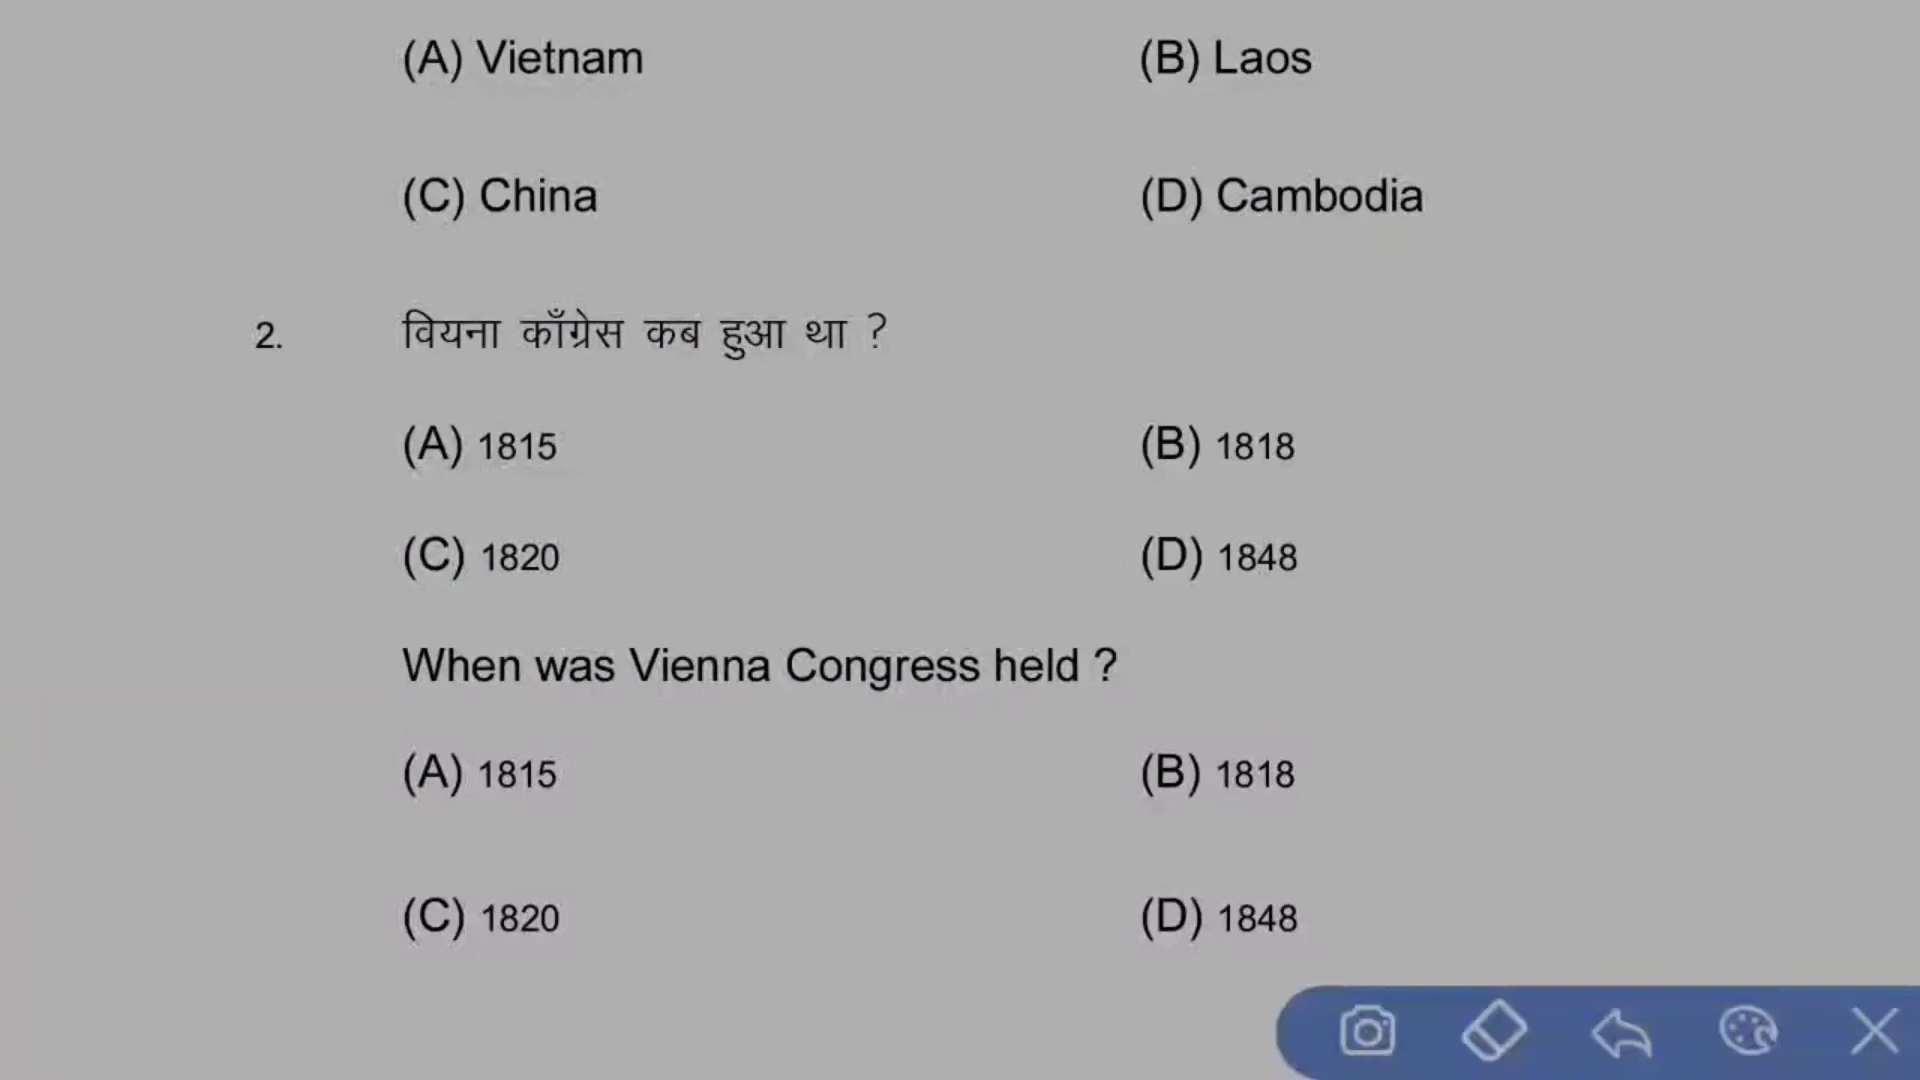 (A) Vietnam (B) Laos
(C) China (D) Cambodia
2. वियना काँग्रेस कब हुआ था ?
(A) 1815 (B) 1818
(C) 1820 (D) 1848
When was Vienna Congress held ?
(A) 1815 (B) 1818
(C) 1820 (D) 1848